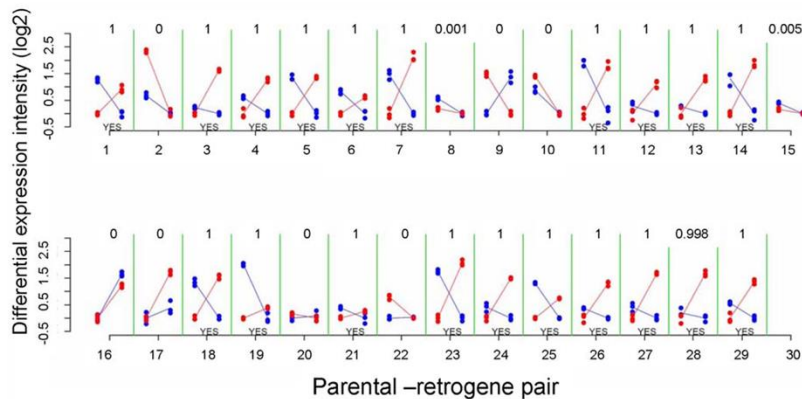 1 0 1 1 1 1 1 0.001 0 0 1 1 1 1 0.005
Differential expression intensity (log2)
2.5
1.5
0.5
-0.5
YES YES YES YES YES YES YES YES YES YES
1 2 3 4 5 6 7 8 9 10 11 12 13 14 15
0 0 1 1 0 1 0 1 1 1 1 1 0.998 1
2.5
1.5
0.5
-0.5
YES YES YES YES YES YES YES YES YES YES
16 17 18 19 20 21 22 23 24 25 26 27 28 29 30
Parental –retrogene pair